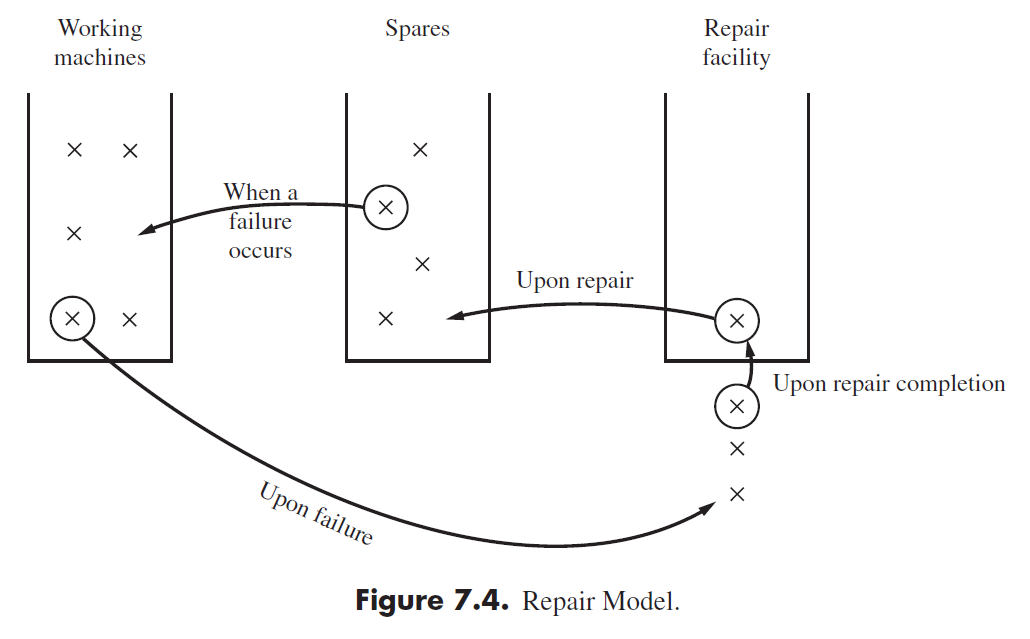 Working
machines
Spares
Repair
facility
When a
failure
occurs
Upon repair
Upon repair completion
Upon failure
Figure 7.4. Repair Model.